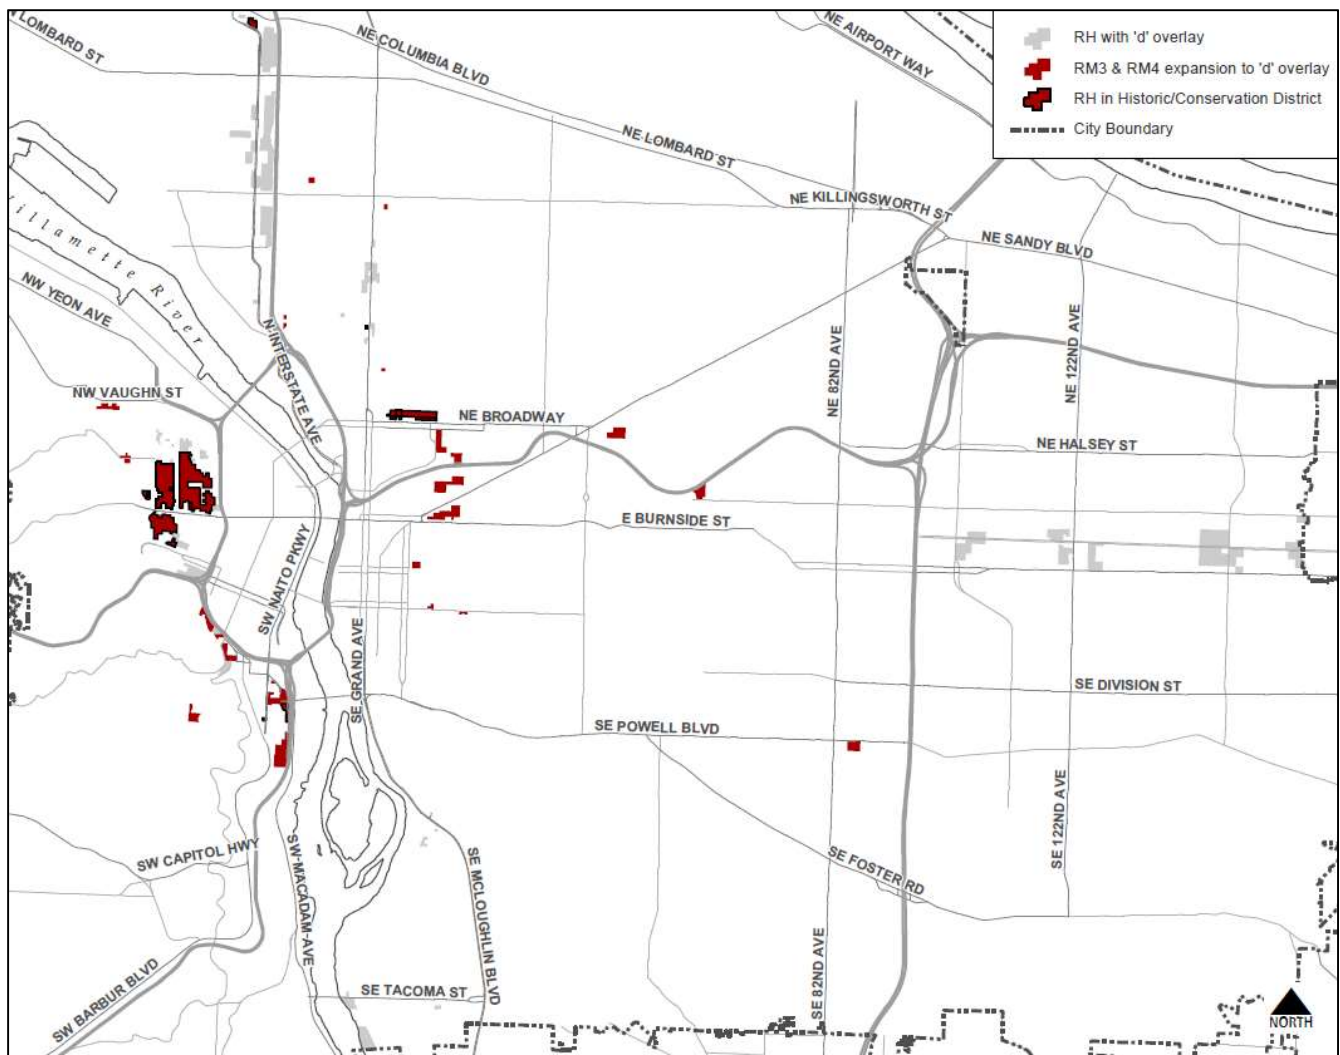 RH with 'd' overlay
RM3 & RM4 expansion to 'd' overlay
RH in Historic/Conservation District
City Boundary
LOMBARD ST
NE COLUMBIA BLVD
NE AIRPORT WAY
NE LOMBARD ST
NE KILLINGSWORTH ST
NE SANDY BLVD
Willamette River
NW YEON AVE
N INTERSTATE AVE
NE 82ND AVE
NE 122ND AVE
NW VAUGHN ST
NE BROADWAY
NE HALSEY ST
E BURNSIDE ST
SW NAITO PKWY
SE GRAND AVE
SE DIVISION ST
SE POWELL BLVD
SE 122ND AVE
SW CAPITOL HWY
SW MACADAM AVE
SE MCLOUGHLIN BLVD
SE FOSTER RD
SW BARBUR BLVD
SE TACOMA ST
SE 82ND AVE
NORTH